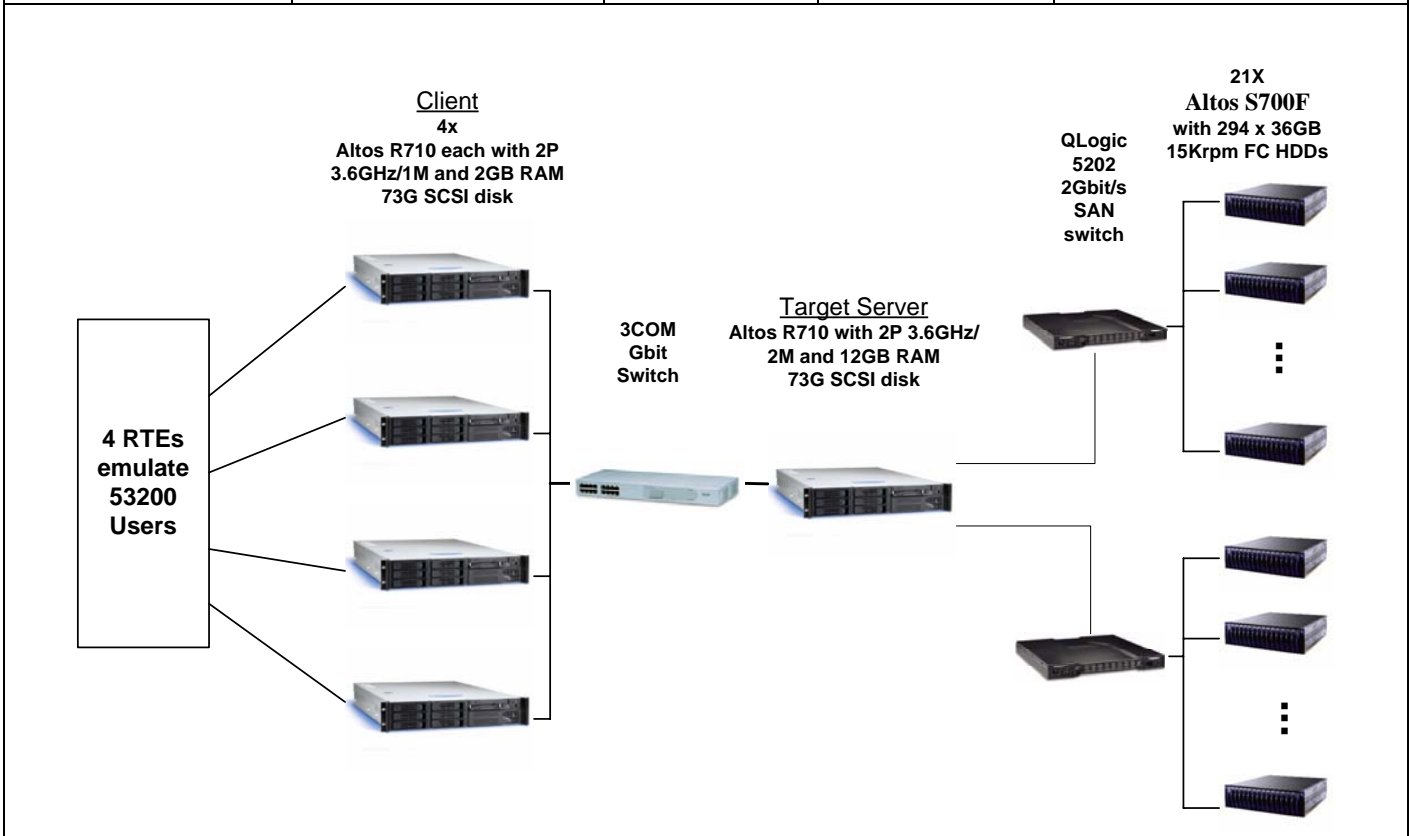 Client
4x
Altos R710 each with 2P
3.6GHz/1M and 2GB RAM
73G SCSI disk
4 RTEs
emulate
53200
Users
3COM
Gbit
Switch
Target Server
Altos R710 with 2P 3.6GHz/
2M and 12GB RAM
73G SCSI disk
QLogic
5202
2Gbit/s
SAN
switch
21X
Altos S700F
with 294 x 36GB
15Krpm FC HDDs